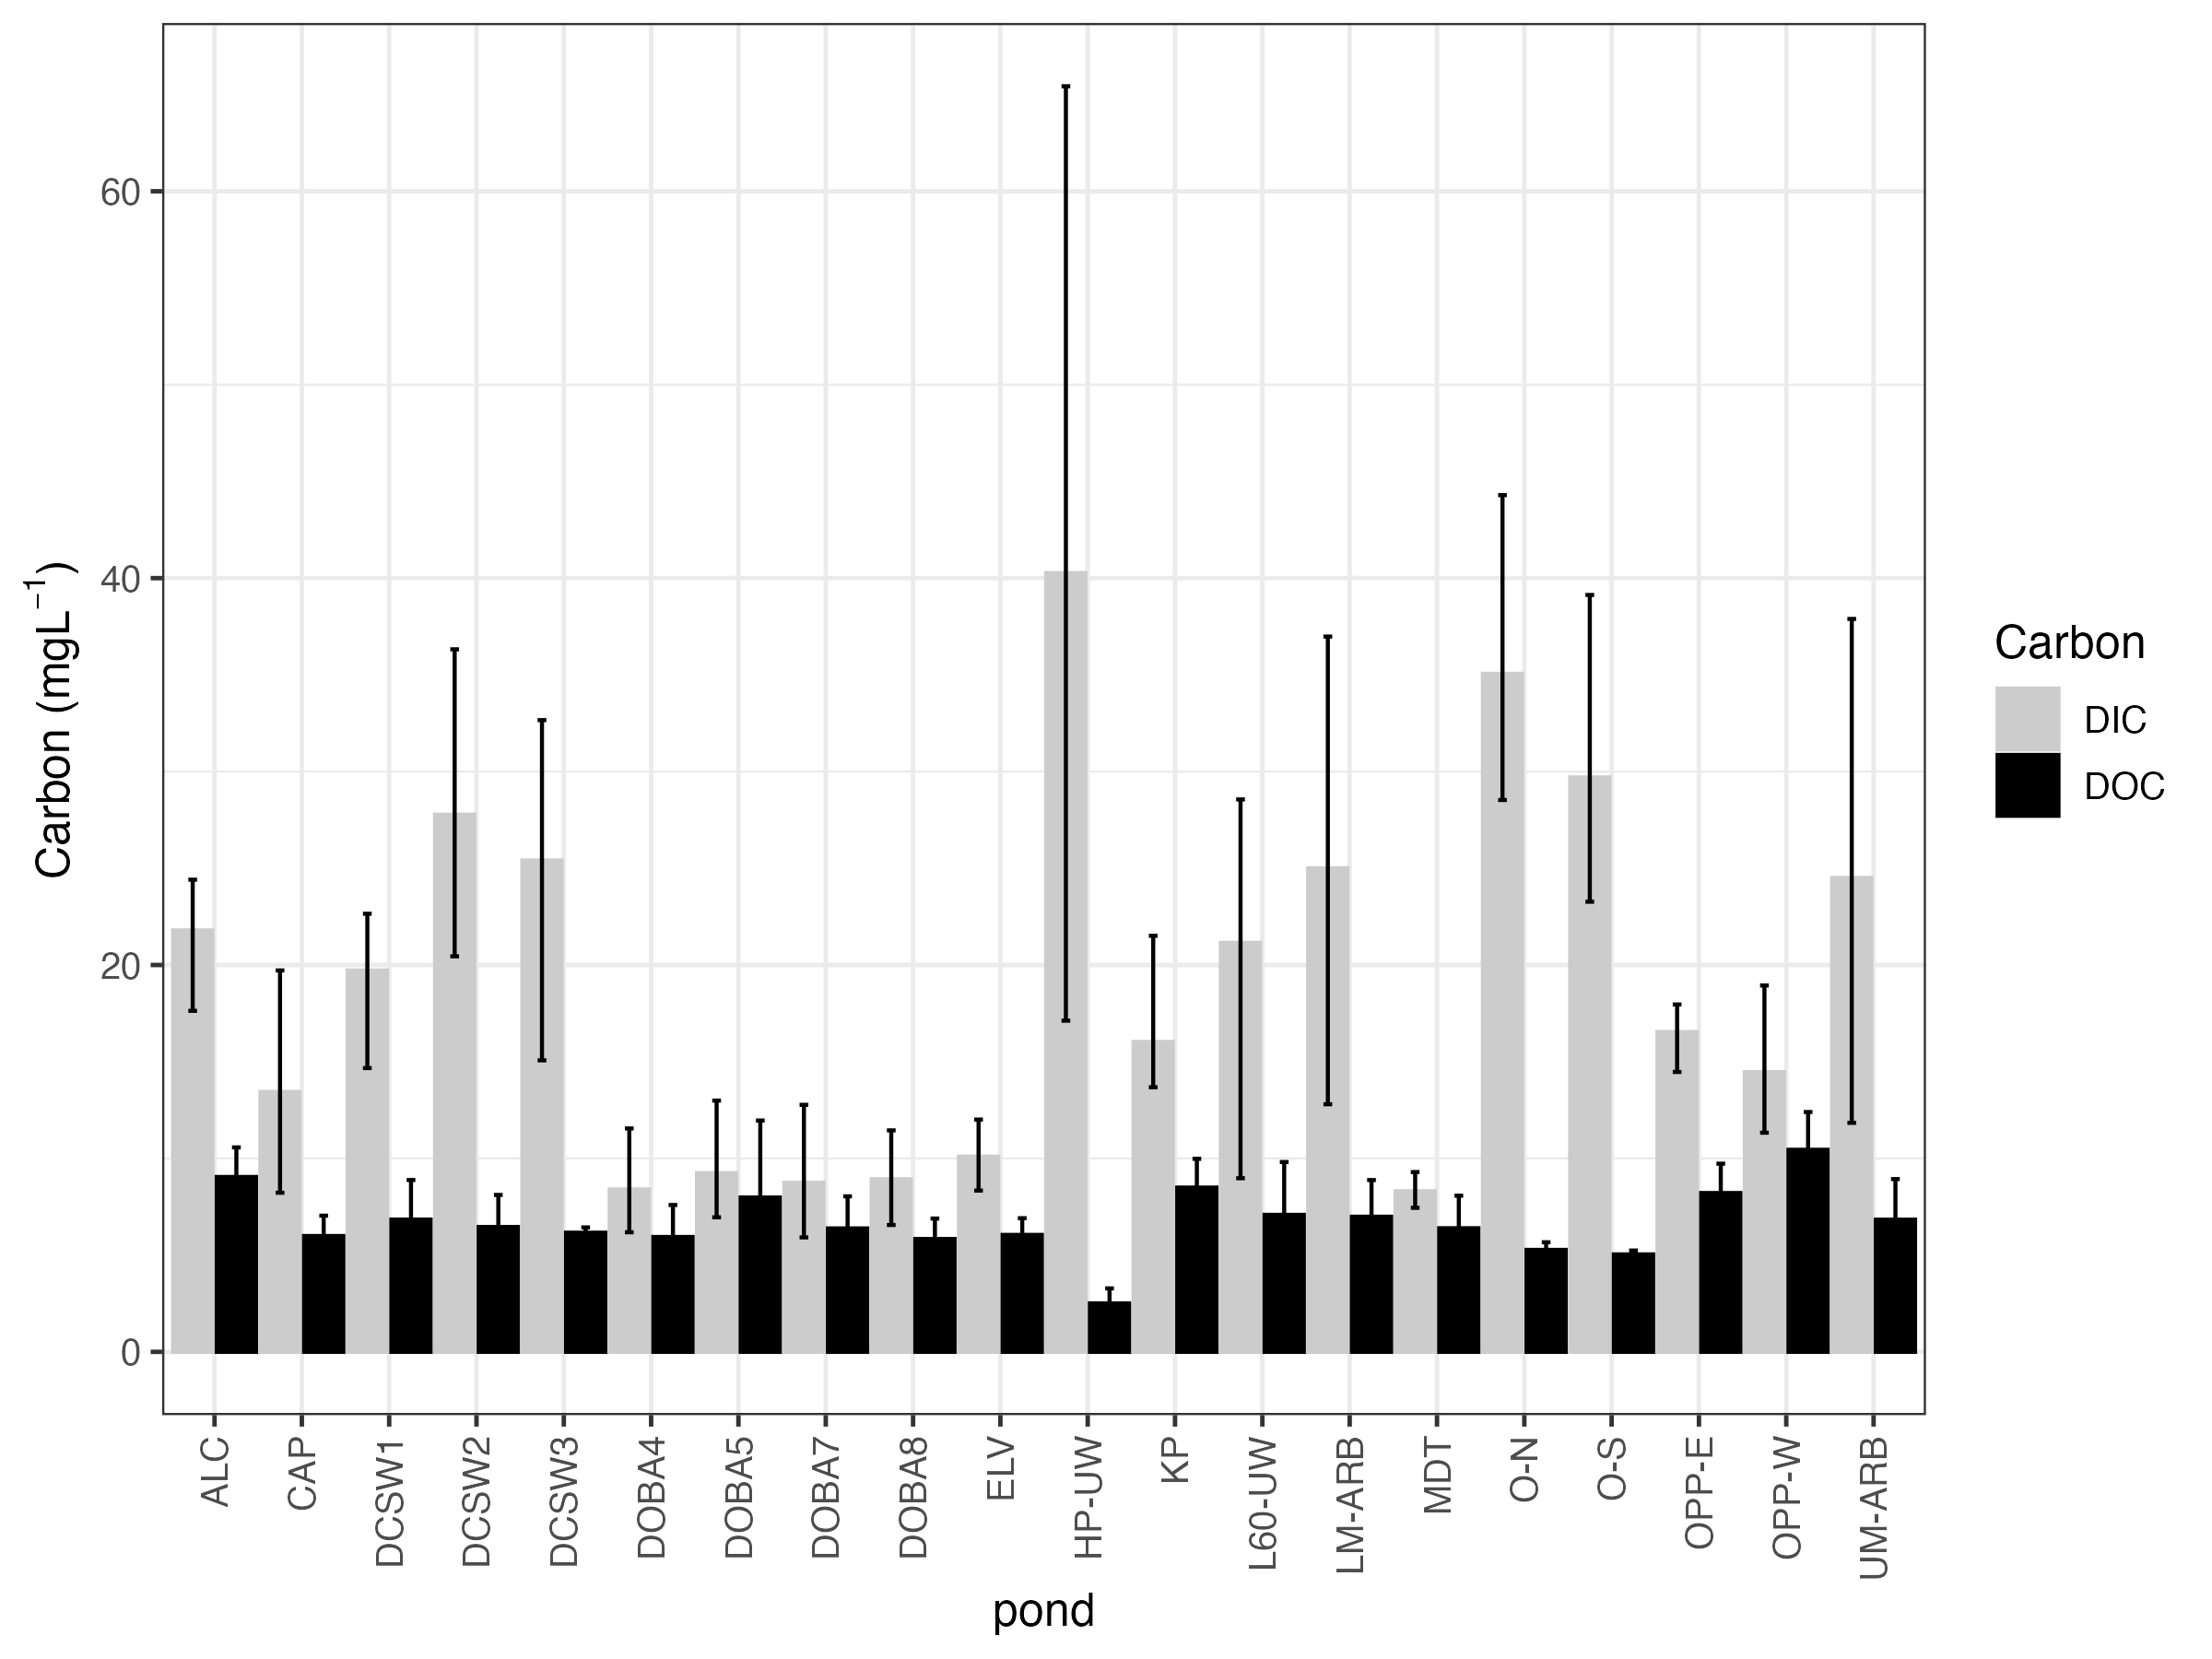 Carbon (mgL⁻¹)
60
40
20
0
ALC
CAP
DCSW1
DCSW2
DCSW3
DOBA4
DOBA5
DOBA7
DOBA8
ELV
HP-UW
KP
L60-UW
LM-ARB
MDT
O-N
O-S
OPP-E
OPP-W
UM-ARB
pond
Carbon
DIC
DOC